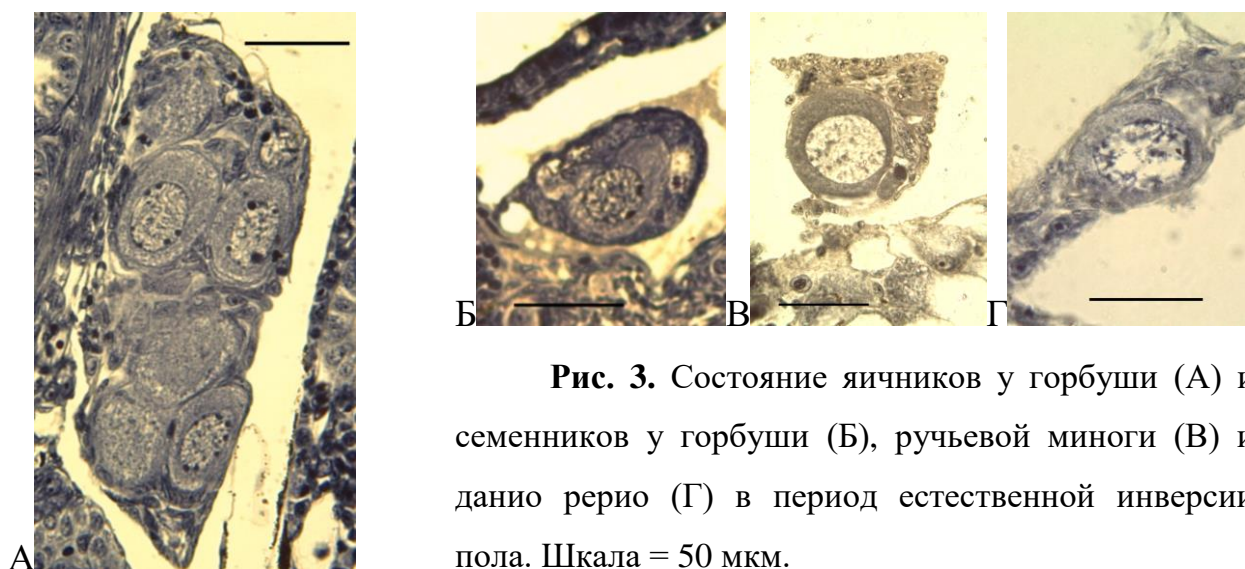 А
Б
В
Г
Рис. 3. Состояние яичников у горбуши (А) и
семенников у горбуши (Б), ручьевой миноги (В) и
данио рерио (Г) в период естественной инверсии
пола. Шкала = 50 мкм.